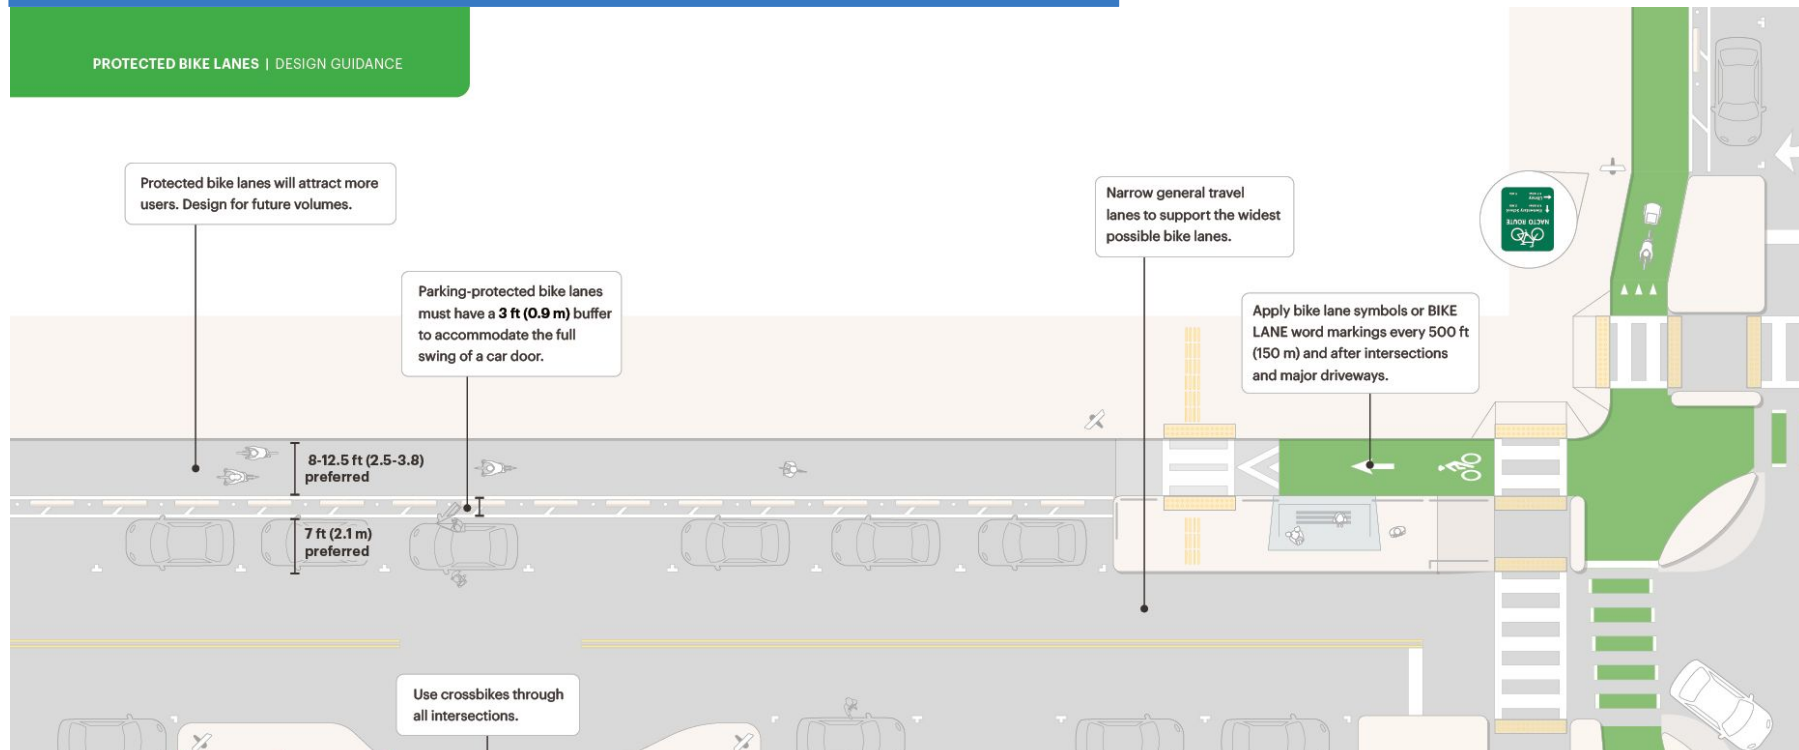 PROTECTED BIKE LANES | DESIGN GUIDANCE
Protected bike lanes will attract more
users. Design for future volumes.
Parking-protected bike lanes
must have a 3 ft (0.9 m) buffer
to accommodate the full
swing of a car door.
Narrow general travel
lanes to support the widest
possible bike lanes.
Apply bike lane symbols or BIKE
LANE word markings every 500 ft
(150 m) and after intersections
and major driveways.
NACTO ROUTE
8-12.5 ft (2.5-3.8)
preferred
7 ft (2.1 m)
preferred
Use crossbikes through
all intersections.